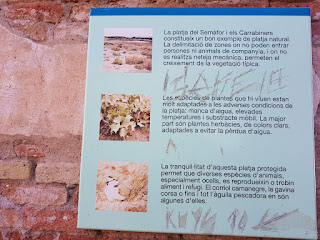 La platja del Semàfor i els Carrabiners
constitueix un bon exemple de platja natural.
La delimitació de zones on no poden entrar
persones ni animals de companyia, i on no
es realitza neteja mecànica, permeten el
creixement de la vegetació típica.
Les espècies de plantes que hi viuen estan
molt adaptades a les adverses condicions de
la platja: manca d'aigua, elevades
temperatures i substracte mobil. La major
part són plantes herbàcies, de colors clars,
adaptades a evitar la pèrdua d'aigua.
La tranquil·litat d'aquesta platja protegida
permet que diverses espècies d'animals,
especialment ocells, es reprodueixin o trobin
aliment i refugi. El corriol camanegre, la gavina
corsa o fins i tot l'àguila pescadora en són
algunes d'elles.